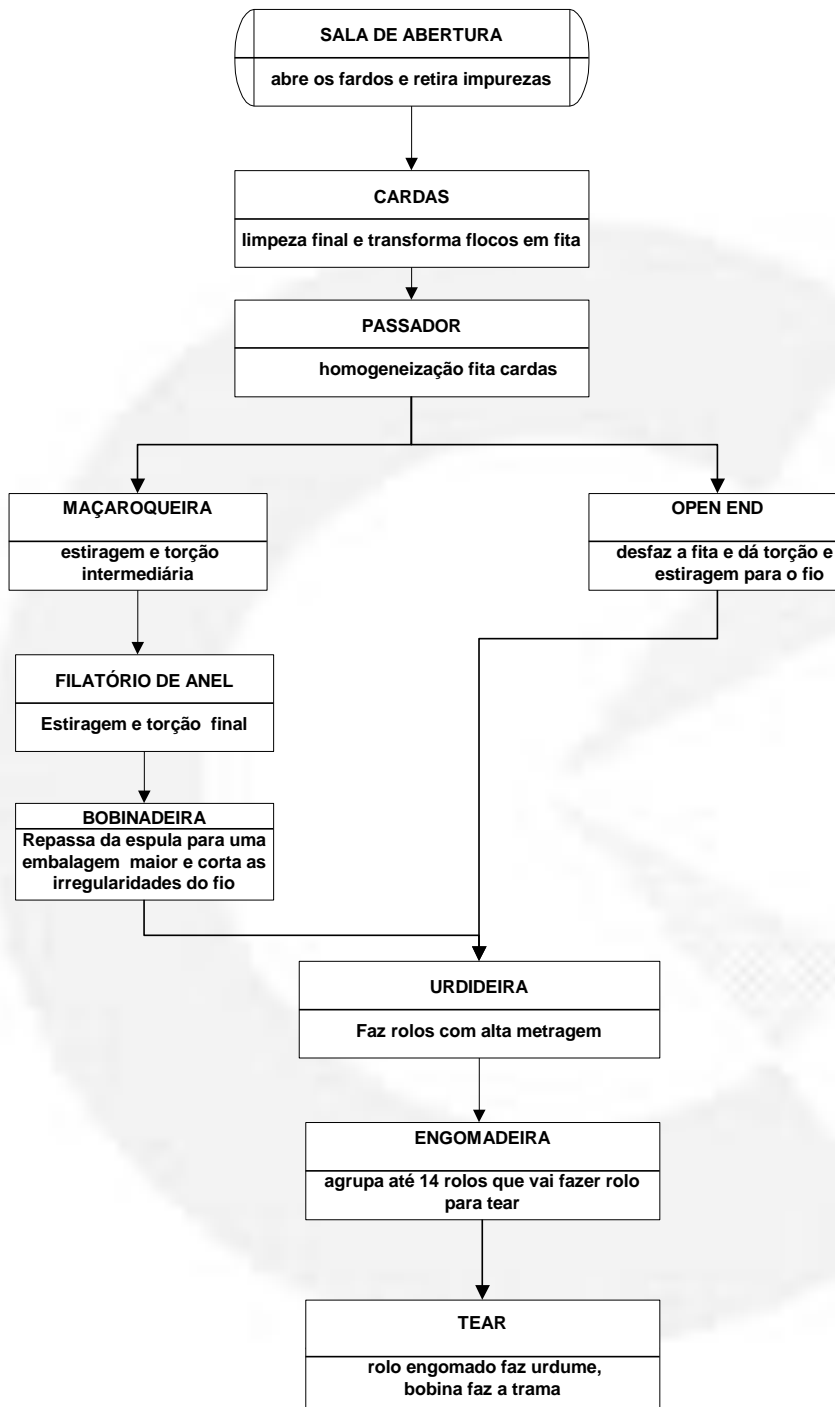 SALA DE ABERTURA
abre os fardos e retira impurezas
CARDAS
limpeza final e transforma flocos em fita
PASSADOR
homogeneização fita cardas
MAÇAROQUEIRA
estiragem e torção
intermediária
OPEN END
desfaz a fita e dá torção e
estiragem para o fio
FILATÓRIO DE ANEL
Estiragem e torção final
BOBINADEIRA
Repassa da espula para uma
embalagem maior e corta as
irregularidades do fio
URDIDEIRA
Faz rolos com alta metragem
ENGOMADEIRA
agrupa até 14 rolos que vai fazer rolo
para tear
TEAR
rolo engomado faz urdume,
bobina faz a trama